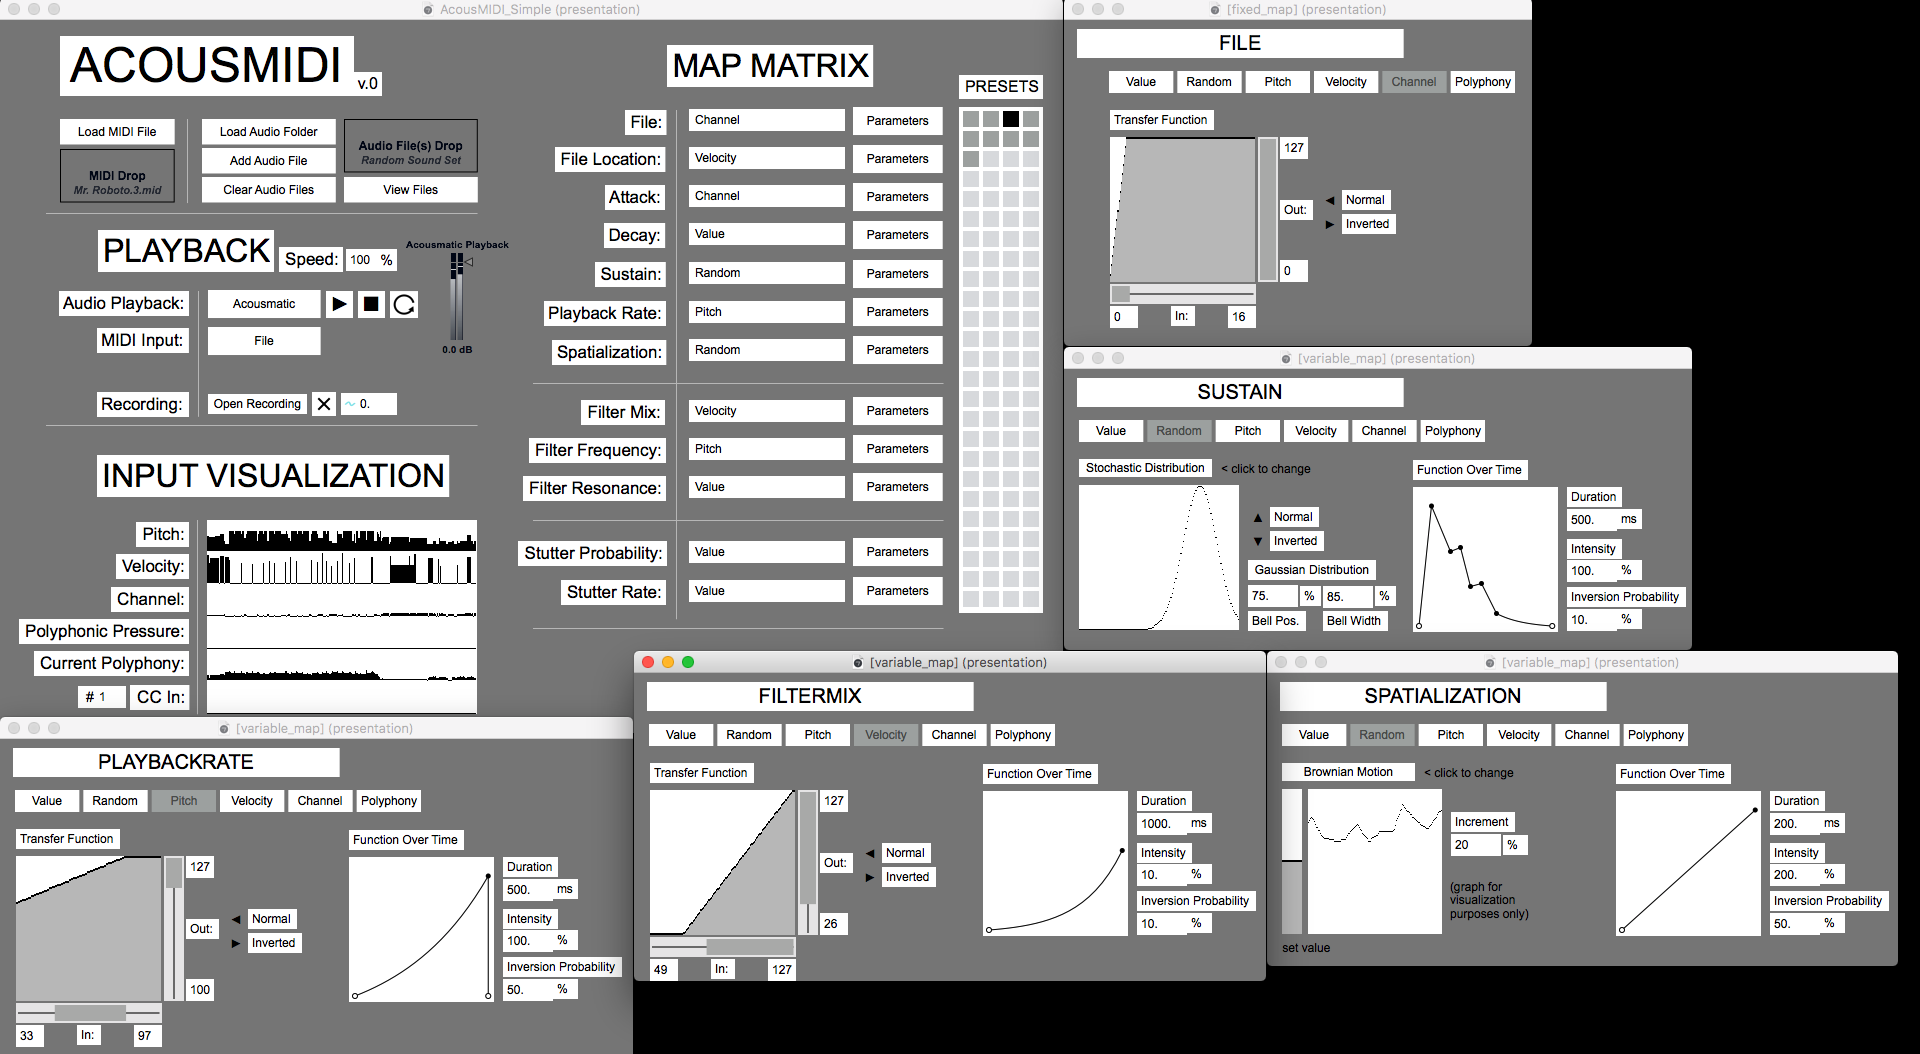 AcousMIDI_Simple (presentation)
ACOUSMIDI
v.0
Load MIDI File
Load Audio Folder
Add Audio File
Clear Audio Files
Audio File(s) Drop
Random Sound Set
View Files
MIDI Drop
Mr. Roboto.3.mid
PLAYBACK
Speed:
100 %
Acousmatic Playback
0.0 dB
Audio Playback:
Acousmatic
MIDI Input:
File
Recording:
Open Recording
0.
INPUT VISUALIZATION
Pitch:
Velocity:
Channel:
Polyphonic Pressure:
Current Polyphony:
# 1
CC In:
MAP MATRIX
PRESETS
File: Channel Parameters
File Location: Velocity Parameters
Attack: Channel Parameters
Decay: Value Parameters
Sustain: Random Parameters
Playback Rate: Pitch Parameters
Spatialization: Random Parameters
Filter Mix: Velocity Parameters
Filter Frequency: Pitch Parameters
Filter Resonance: Value Parameters
Stutter Probability: Value Parameters
Stutter Rate: Value Parameters
[fixed_map] (presentation)
FILE
Value Random Pitch Velocity Channel Polyphony
Transfer Function
127
Out:
Normal
Inverted
0
0 In: 16
[variable_map] (presentation)
SUSTAIN
Value Random Pitch Velocity Channel Polyphony
Stochastic Distribution < click to change
Normal
Inverted
Gaussian Distribution
75. % 85. %
Bell Pos. Bell Width
Function Over Time
Duration
500. ms
Intensity
100. %
Inversion Probability
10. %
[variable_map] (presentation)
PLAYBACKRATE
Value Random Pitch Velocity Channel Polyphony
Transfer Function
127
Out:
Normal
Inverted
100
33 In: 97
Function Over Time
Duration
500. ms
Intensity
100. %
Inversion Probability
50. %
[variable_map] (presentation)
FILTERMIX
Value Random Pitch Velocity Channel Polyphony
Transfer Function
127
Out:
Normal
Inverted
26
49 In: 127
Function Over Time
Duration
1000. ms
Intensity
10. %
Inversion Probability
10. %
[variable_map] (presentation)
SPATIALIZATION
Value Random Pitch Velocity Channel Polyphony
Brownian Motion < click to change
Increment
20 %
(graph for
visualization
purposes only)
set value
Function Over Time
Duration
200. ms
Intensity
200. %
Inversion Probability
50. %